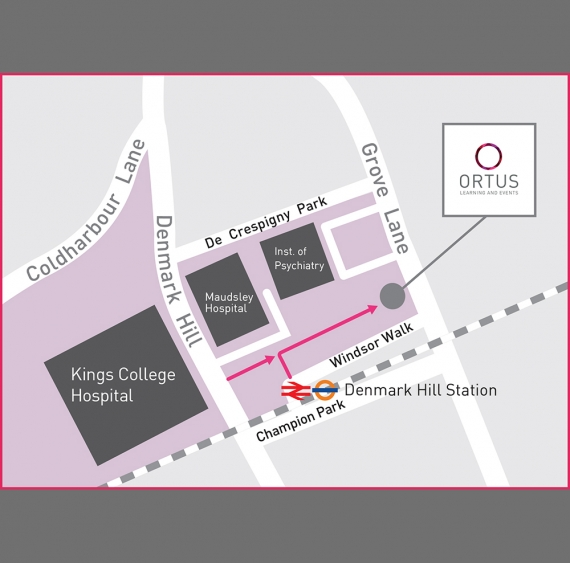 Coldharbour Lane
Denmark Hill
Grove Lane
De Crespigny Park
ORTUS
LEARNING AND EVENTS
Inst. of
Psychiatry
Maudsley
Hospital
Kings College
Hospital
Windsor Walk
Denmark Hill Station
Champion Park